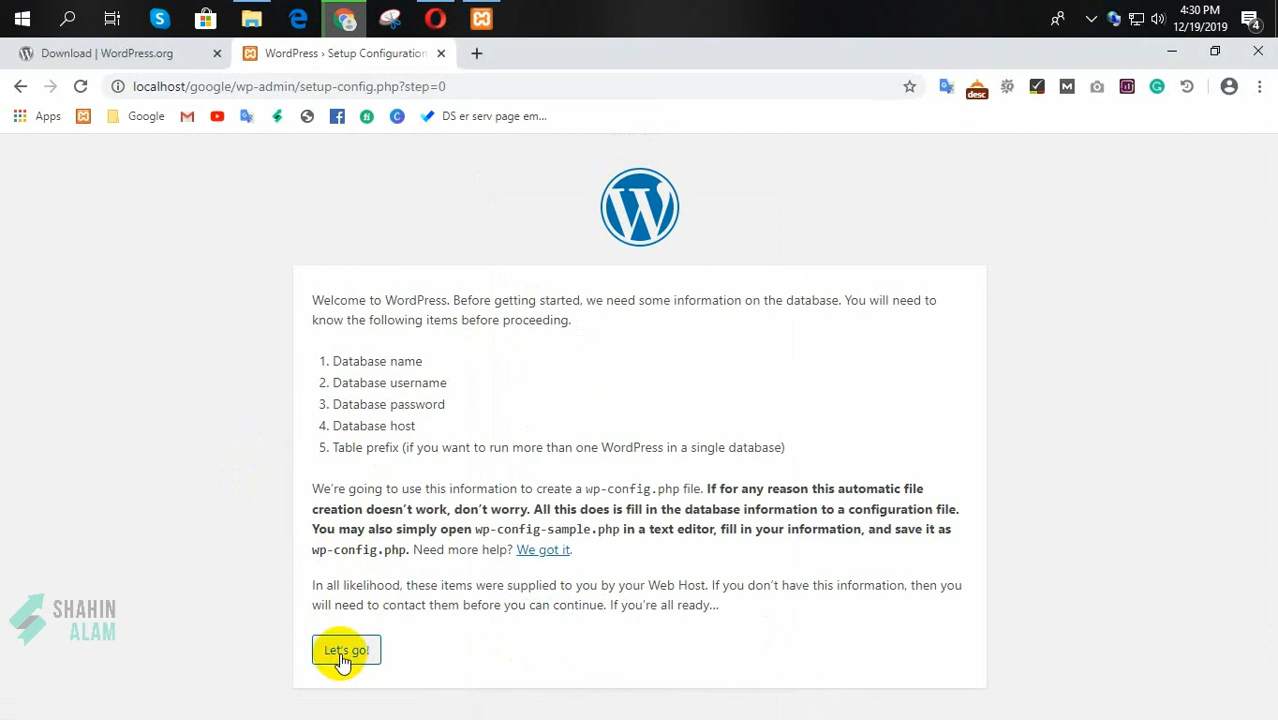 4:30 PM
12/19/2019
4
Download | WordPress.org
WordPress › Setup Configuration
localhost/google/wp-admin/setup-config.php?step=0
desc
Apps
Google
DS er serv page em...
Welcome to WordPress. Before getting started, we need some information on the database. You will need to
know the following items before proceeding.
1. Database name
2. Database username
3. Database password
4. Database host
5. Table prefix (if you want to run more than one WordPress in a single database)
We’re going to use this information to create a wp-config.php file. If for any reason this automatic file
creation doesn’t work, don’t worry. All this does is fill in the database information to a configuration file.
You may also simply open wp-config-sample.php in a text editor, fill in your information, and save it as
wp-config.php. Need more help? We got it.
In all likelihood, these items were supplied to you by your Web Host. If you don’t have this information, then you
will need to contact them before you can continue. If you’re all ready…
SHAHIN
ALAM
Let’s go!